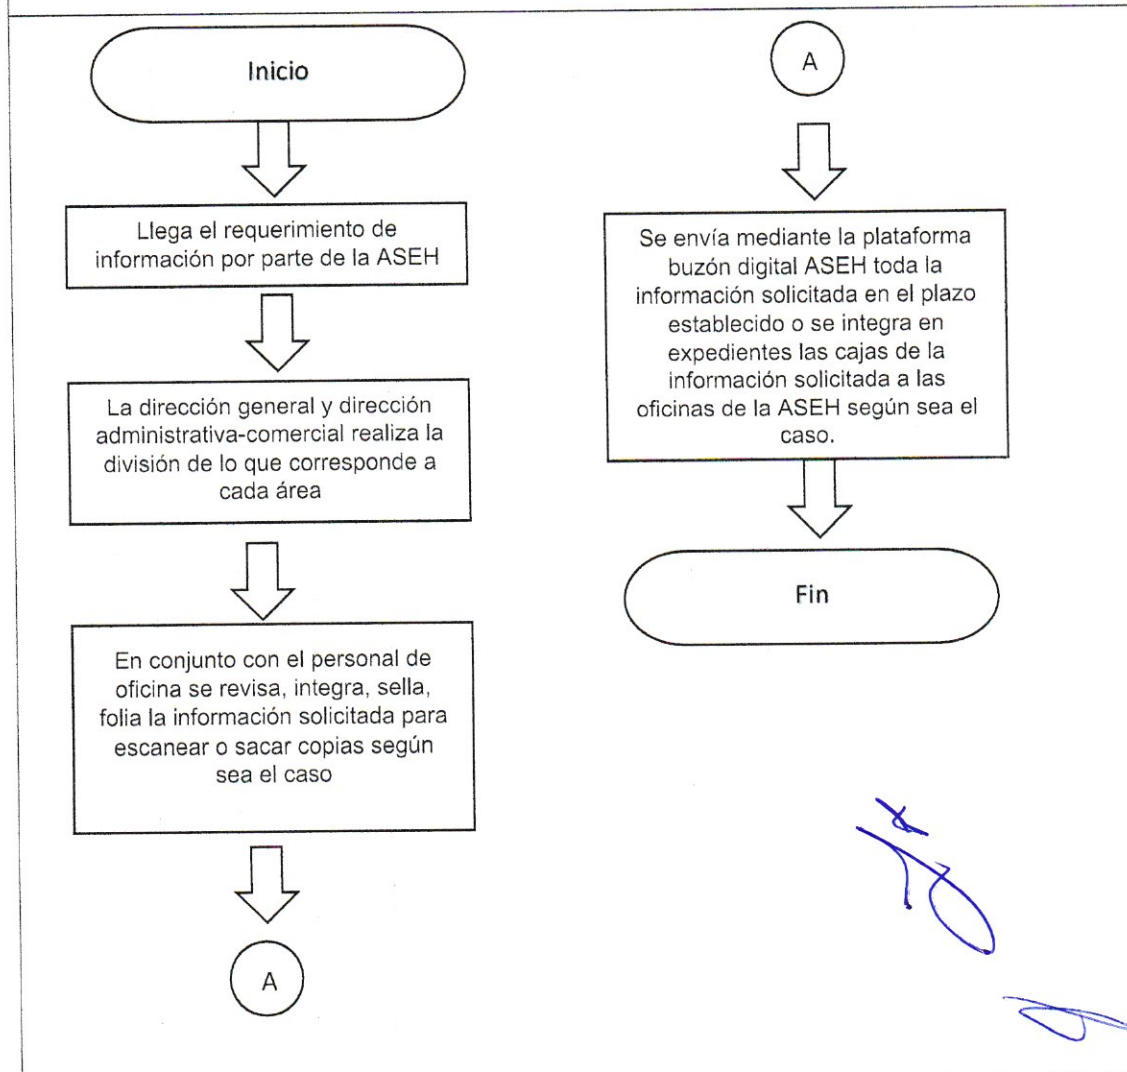 Inicio
Llega el requerimiento de
información por parte de la ASEH
La dirección general y dirección
administrativa-comercial realiza la
división de lo que corresponde a
cada área
En conjunto con el personal de
oficina se revisa, integra, sella,
folia la información solicitada para
escanear o sacar copias según
sea el caso
A
A
Se envía mediante la plataforma
buzón digital ASEH toda la
información solicitada en el plazo
establecido o se integra en
expedientes las cajas de la
información solicitada a las
oficinas de la ASEH según sea el
caso.
Fin